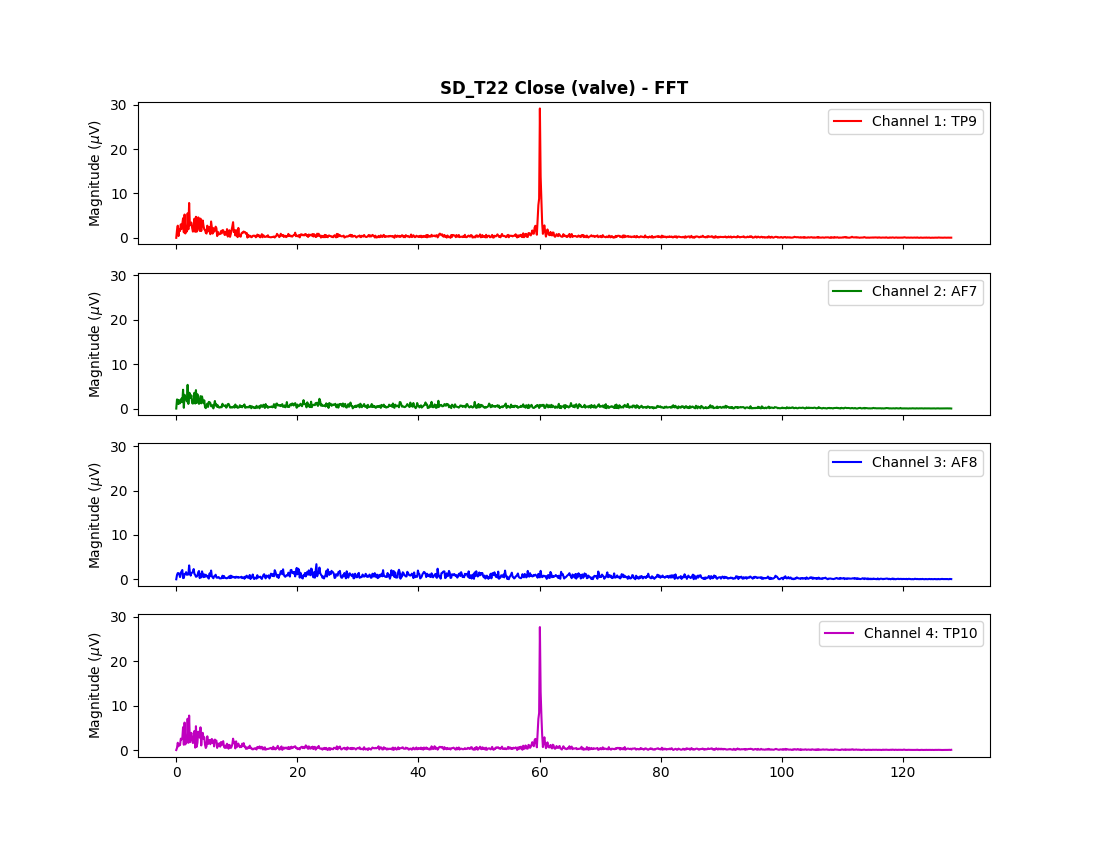 SD_T22 Close (valve) - FFT
30
20
10
0
Magnitude (μV)
Channel 1: TP9
30
20
10
0
Magnitude (μV)
Channel 2: AF7
30
20
10
0
Magnitude (μV)
Channel 3: AF8
30
20
10
0
Magnitude (μV)
Channel 4: TP10
0 20 40 60 80 100 120